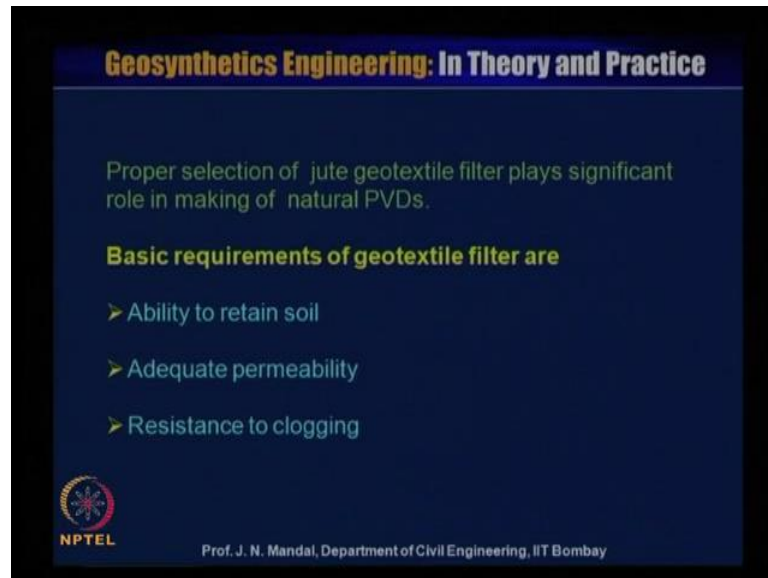 Geosynthetics Engineering: In Theory and Practice
Proper selection of jute geotextile filter plays significant
role in making of natural PVDs.
Basic requirements of geotextile filter are
➢ Ability to retain soil
➢ Adequate permeability
➢ Resistance to clogging
NPTEL
Prof. J. N. Mandal, Department of Civil Engineering, IIT Bombay